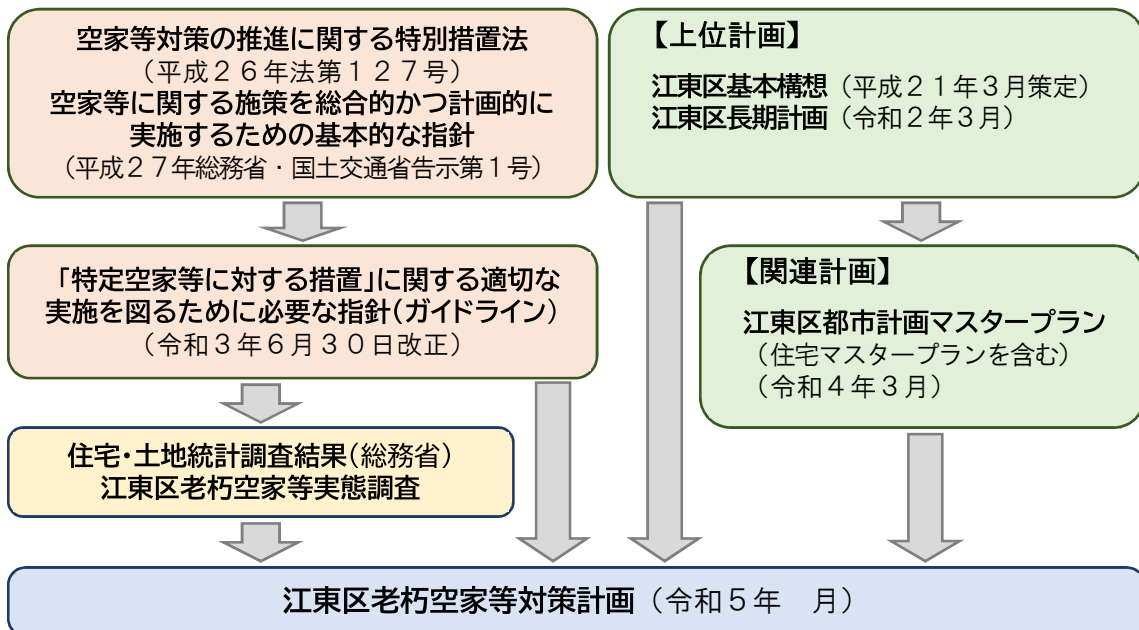 空家等対策の推進に関する特別措置法
（平成２６年法第１２７号）
空家等に関する施策を総合的かつ計画的に
実施するための基本的な指針
（平成２７年総務省・国土交通省告示第１号）
【上位計画】
江東区基本構想（平成２１年３月策定）
江東区長期計画（令和２年３月）
「特定空家等に対する措置」に関する適切な
実施を図るために必要な指針（ガイドライン）
（令和３年６月３０日改正）
【関連計画】
江東区都市計画マスタープラン
（住宅マスタープランを含む）
（令和４年３月）
住宅・土地統計調査結果（総務省）
江東区老朽空家等実態調査
江東区老朽空家等対策計画（令和５年　月）